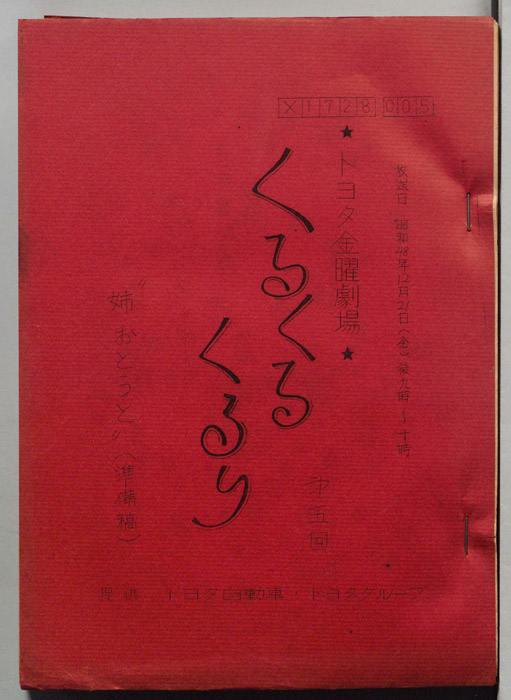 X1728 005
放送日 昭和48年12月21日(金)夜九時〜十時
★トヨタ金曜劇場★
くるくる
くるり
第五回
“姉おとうと”(準備稿)
提供 トヨタ自動車・トヨタグループ